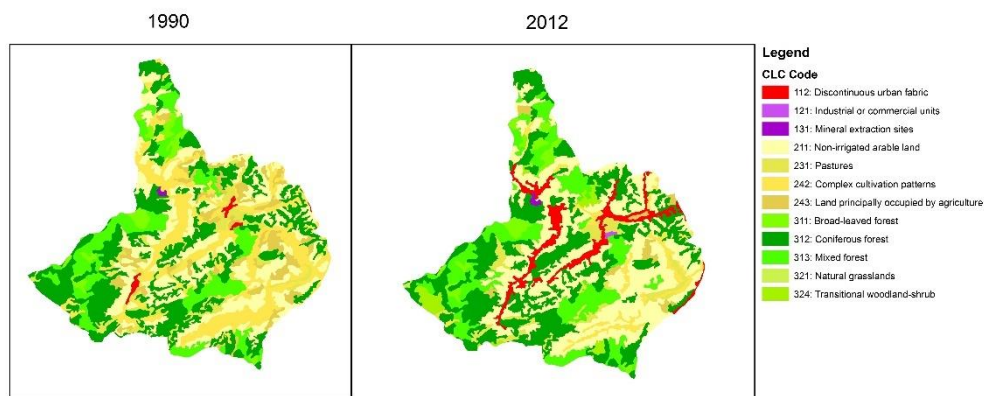 1990
2012
Legend
CLC Code
112: Discontinuous urban fabric
121: Industrial or commercial units
131: Mineral extraction sites
211: Non-irrigated arable land
231: Pastures
242: Complex cultivation patterns
243: Land principally occupied by agriculture
311: Broad-leaved forest
312: Coniferous forest
313: Mixed forest
321: Natural grasslands
324: Transitional woodland-shrub